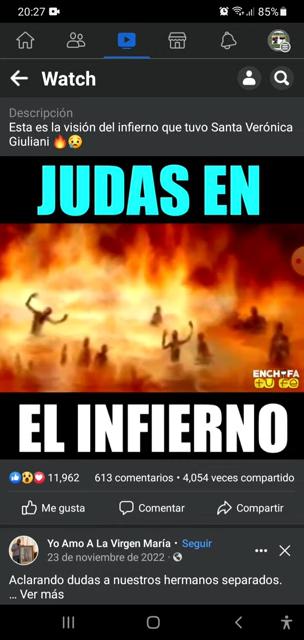 20:27
85%
Watch
Descripción
Esta es la visión del infierno que tuvo Santa Verónica
Giuliani 🔥😢
JUDAS EN
ENCH♥FA
TU FE
EL INFIERNO
11,962 613 comentarios • 4,054 veces compartido
Me gusta Comentar Compartir
Yo Amo A La Virgen María • Seguir
23 de noviembre de 2022 •
Aclarando dudas a nuestros hermanos separados.
... Ver más